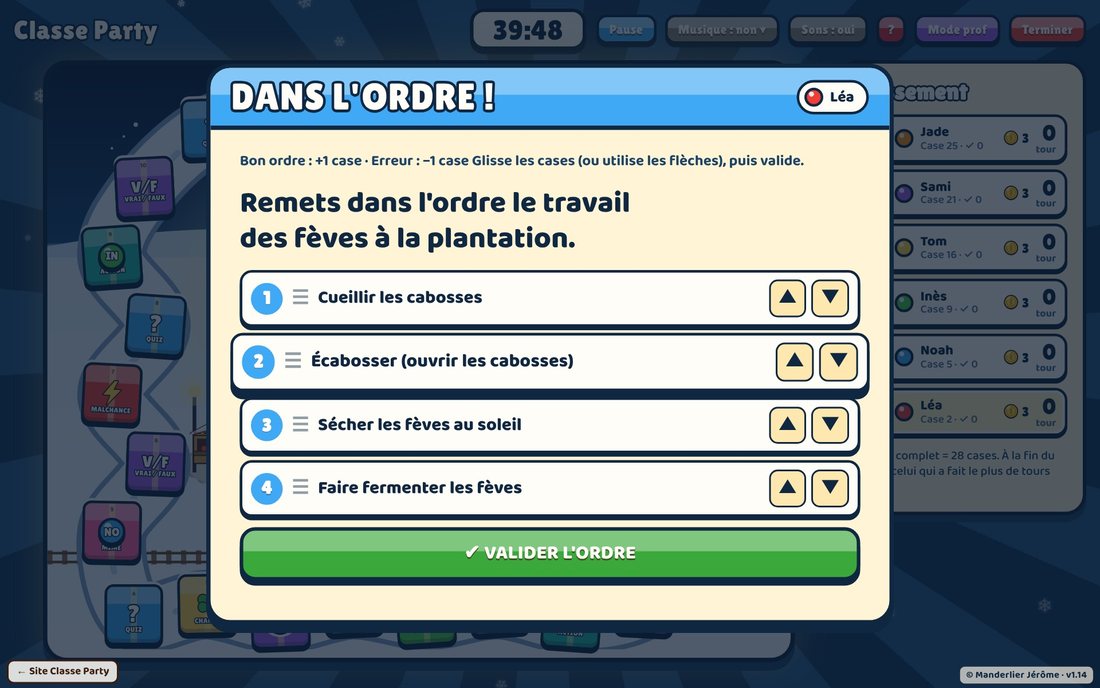 Classe Party
39:48
Pause
Musique : non ▾
Sons : oui
?
Mode prof
Terminer
DANS L'ORDRE !
Léa
Bon ordre : +1 case · Erreur : −1 case Glisse les cases (ou utilise les flèches), puis valide.
Remets dans l'ordre le travail
des fèves à la plantation.
1 Cueillir les cabosses
2 Écabosser (ouvrir les cabosses)
3 Sécher les fèves au soleil
4 Faire fermenter les fèves
✔ VALIDER L'ORDRE
V/F
VRAI / FAUX
IN
?
QUIZ
MALCHANCE
V/F
VRAI / FAUX
NO
?
QUIZ
sement
Jade
Case 25 · ✓ 0
3
0
tour
Sami
Case 21 · ✓ 0
3
0
tour
Tom
Case 16 · ✓ 0
3
0
tour
Inès
Case 9 · ✓ 0
3
0
tour
Noah
Case 5 · ✓ 0
3
0
tour
Léa
Case 2 · ✓ 0
3
0
tour
complet = 28 cases. À la fin du
celui qui a fait le plus de tours
← Site Classe Party
© Manderlier Jérôme · v1.14